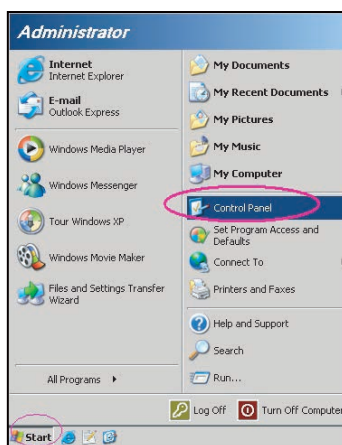 Administrator
Internet
Internet Explorer
E-mail
Outlook Express
Windows Media Player
Windows Messenger
Tour Windows XP
Windows Movie Maker
Files and Settings Transfer
Wizard
All Programs
My Documents
My Recent Documents
My Pictures
My Music
My Computer
Control Panel
Set Program Access and
Defaults
Connect To
Printers and Faxes
Help and Support
Search
Run...
Log Off
Turn Off Computer
Start